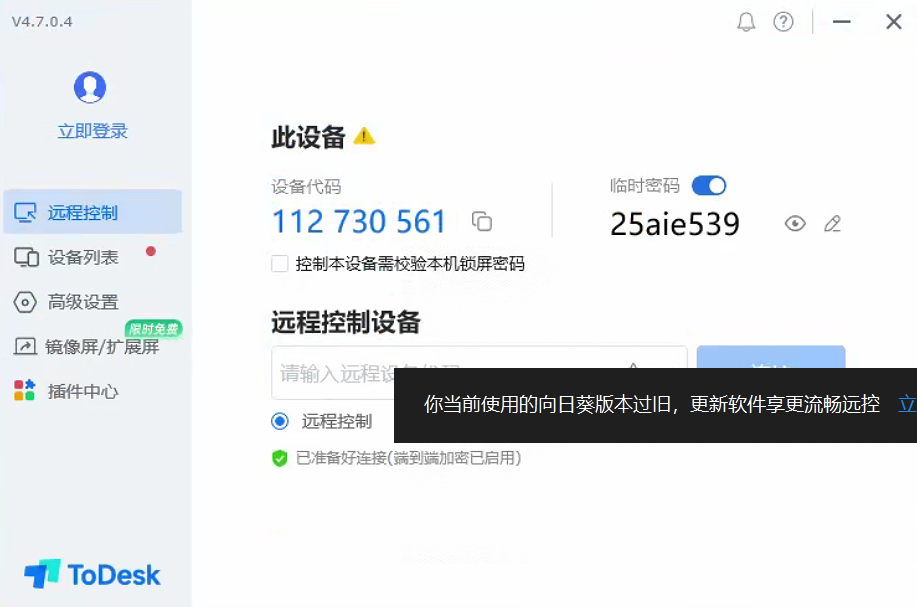 V4.7.0.4
立即登录
远程控制
设备列表
高级设置
限时免费
镜像屏/扩展屏
插件中心
ToDesk
此设备
设备代码
112 730 561
控制本设备需校验本机锁屏密码
临时密码
25aie539
远程控制设备
请输入远程设备代码
远程控制
你当前使用的向日葵版本过旧，更新软件享更流畅远控 立
已准备好连接(端到端加密已启用)